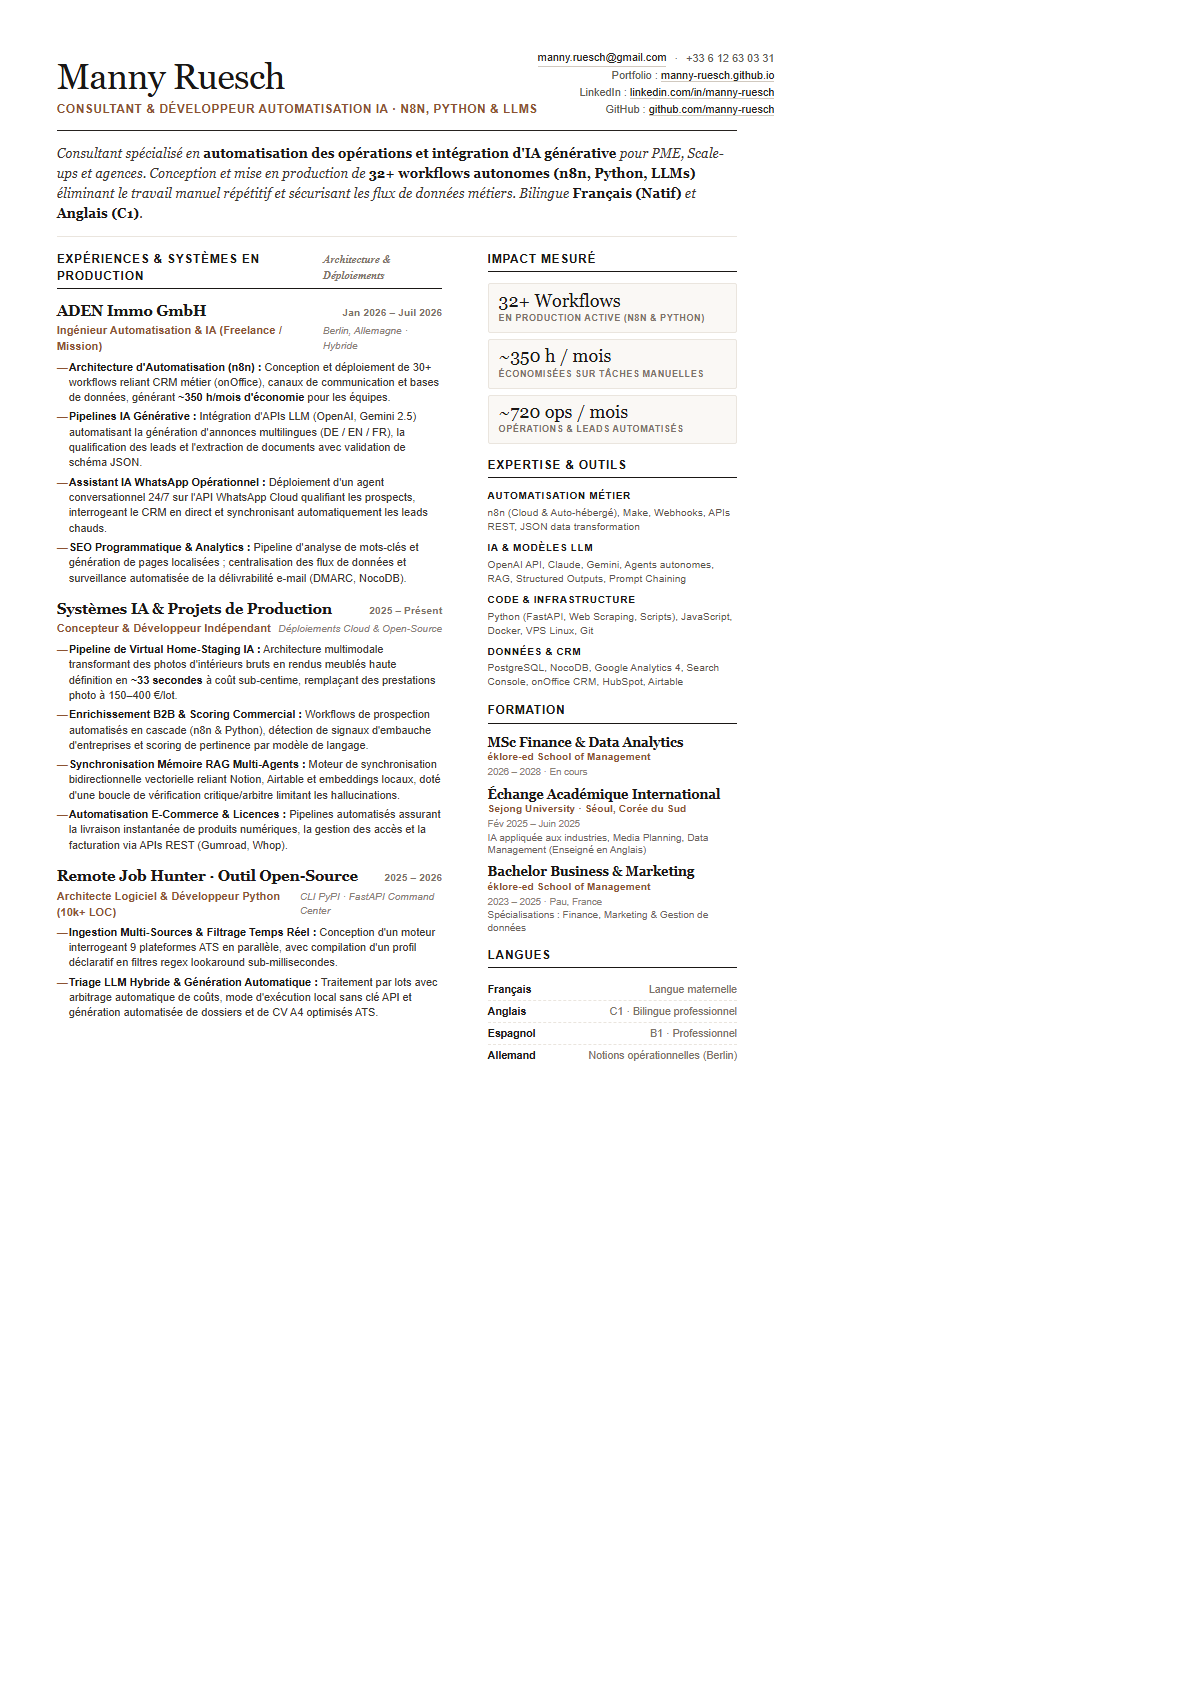 Manny Ruesch
CONSULTANT & DÉVELOPPEUR AUTOMATISATION IA · N8N, PYTHON & LLMS
manny.ruesch@gmail.com · +33 6 12 63 03 31
Portfolio : manny-ruesch.github.io
LinkedIn : linkedin.com/in/manny-ruesch
GitHub : github.com/manny-ruesch
Consultant spécialisé en automatisation des opérations et intégration d'IA générative pour PME, Scale-
ups et agences. Conception et mise en production de 32+ workflows autonomes (n8n, Python, LLMs)
éliminant le travail manuel répétitif et sécurisant les flux de données métiers. Bilingue Français (Natif) et
Anglais (C1).
EXPÉRIENCES & SYSTÈMES EN
PRODUCTION
Architecture &
Déploiements
ADEN Immo GmbH
Jan 2026 – Juil 2026
Ingénieur Automatisation & IA (Freelance /
Mission)
Berlin, Allemagne ·
Hybride
—Architecture d'Automatisation (n8n) : Conception et déploiement de 30+
workflows reliant CRM métier (onOffice), canaux de communication et bases
de données, générant ~350 h/mois d'économie pour les équipes.
—Pipelines IA Générative : Intégration d'APIs LLM (OpenAI, Gemini 2.5)
automatisant la génération d'annonces multilingues (DE / EN / FR), la
qualification des leads et l'extraction de documents avec validation de
schéma JSON.
—Assistant IA WhatsApp Opérationnel : Déploiement d'un agent
conversationnel 24/7 sur l'API WhatsApp Cloud qualifiant les prospects,
interrogeant le CRM en direct et synchronisant automatiquement les leads
chauds.
—SEO Programmatique & Analytics : Pipeline d'analyse de mots-clés et
génération de pages localisées ; centralisation des flux de données et
surveillance automatisée de la délivrabilité e-mail (DMARC, NocoDB).
Systèmes IA & Projets de Production
2025 – Présent
Concepteur & Développeur Indépendant
Déploiements Cloud & Open-Source
—Pipeline de Virtual Home-Staging IA : Architecture multimodale
transformant des photos d'intérieurs bruts en rendus meublés haute
définition en ~33 secondes à coût sub-centime, remplaçant des prestations
photo à 150–400 €/lot.
—Enrichissement B2B & Scoring Commercial : Workflows de prospection
automatisés en cascade (n8n & Python), détection de signaux d'embauche
d'entreprises et scoring de pertinence par modèle de langage.
—Synchronisation Mémoire RAG Multi-Agents : Moteur de synchronisation
bidirectionnelle vectorielle reliant Notion, Airtable et embeddings locaux, doté
d'une boucle de vérification critique/arbitre limitant les hallucinations.
—Automatisation E-Commerce & Licences : Pipelines automatisés assurant
la livraison instantanée de produits numériques, la gestion des accès et la
facturation via APIs REST (Gumroad, Whop).
Remote Job Hunter · Outil Open-Source
2025 – 2026
Architecte Logiciel & Développeur Python
(10k+ LOC)
CLI PyPI · FastAPI Command
Center
—Ingestion Multi-Sources & Filtrage Temps Réel : Conception d'un moteur
interrogeant 9 plateformes ATS en parallèle, avec compilation d'un profil
déclaratif en filtres regex lookaround sub-millisecondes.
—Triage LLM Hybride & Génération Automatique : Traitement par lots avec
arbitrage automatique de coûts, mode d'exécution local sans clé API et
génération automatisée de dossiers et de CV A4 optimisés ATS.
IMPACT MESURÉ
32+ Workflows
EN PRODUCTION ACTIVE (N8N & PYTHON)
~350 h / mois
ÉCONOMISÉES SUR TÂCHES MANUELLES
~720 ops / mois
OPÉRATIONS & LEADS AUTOMATISÉS
EXPERTISE & OUTILS
AUTOMATISATION MÉTIER
n8n (Cloud & Auto-hébergé), Make, Webhooks, APIs
REST, JSON data transformation
IA & MODÈLES LLM
OpenAI API, Claude, Gemini, Agents autonomes,
RAG, Structured Outputs, Prompt Chaining
CODE & INFRASTRUCTURE
Python (FastAPI, Web Scraping, Scripts), JavaScript,
Docker, VPS Linux, Git
DONNÉES & CRM
PostgreSQL, NocoDB, Google Analytics 4, Search
Console, onOffice CRM, HubSpot, Airtable
FORMATION
MSc Finance & Data Analytics
éklore-ed School of Management
2026 – 2028 · En cours
Échange Académique International
Sejong University · Séoul, Corée du Sud
Fév 2025 – Juin 2025
IA appliquée aux industries, Media Planning, Data
Management (Enseigné en Anglais)
Bachelor Business & Marketing
éklore-ed School of Management
2023 – 2025 · Pau, France
Spécialisations : Finance, Marketing & Gestion de
données
LANGUES
Français Langue maternelle
Anglais C1 · Bilingue professionnel
Espagnol B1 · Professionnel
Allemand Notions opérationnelles (Berlin)